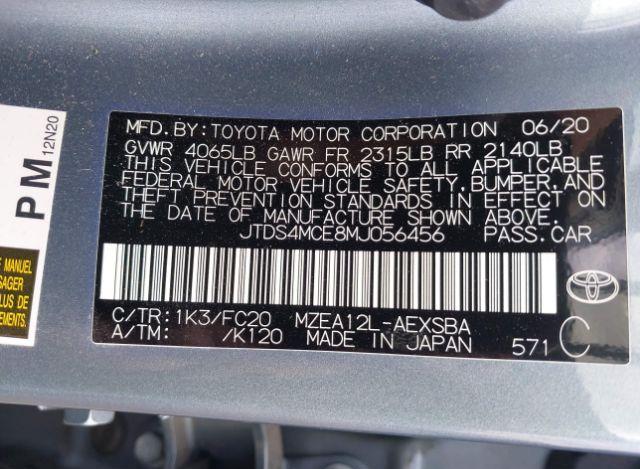 MFD. BY: TOYOTA MOTOR CORPORATION 06/20
GVWR 4065LB GAWR FR 2315LB RR 2140LB
THIS VEHICLE CONFORMS TO ALL APPLICABLE
FEDERAL MOTOR VEHICLE SAFETY, BUMPER, AND
THEFT PREVENTION STANDARDS IN EFFECT ON
THE DATE OF MANUFACTURE SHOWN ABOVE.
JTDS4MCE8MJ056456 PASS.CAR
C/TR: 1K3/FC20 MZEA12L-AEXSBA
A/TM: /K120 MADE IN JAPAN 571 C
PM
12N20
E MANUEL
SAGER
PLUS DE
EMENTS.